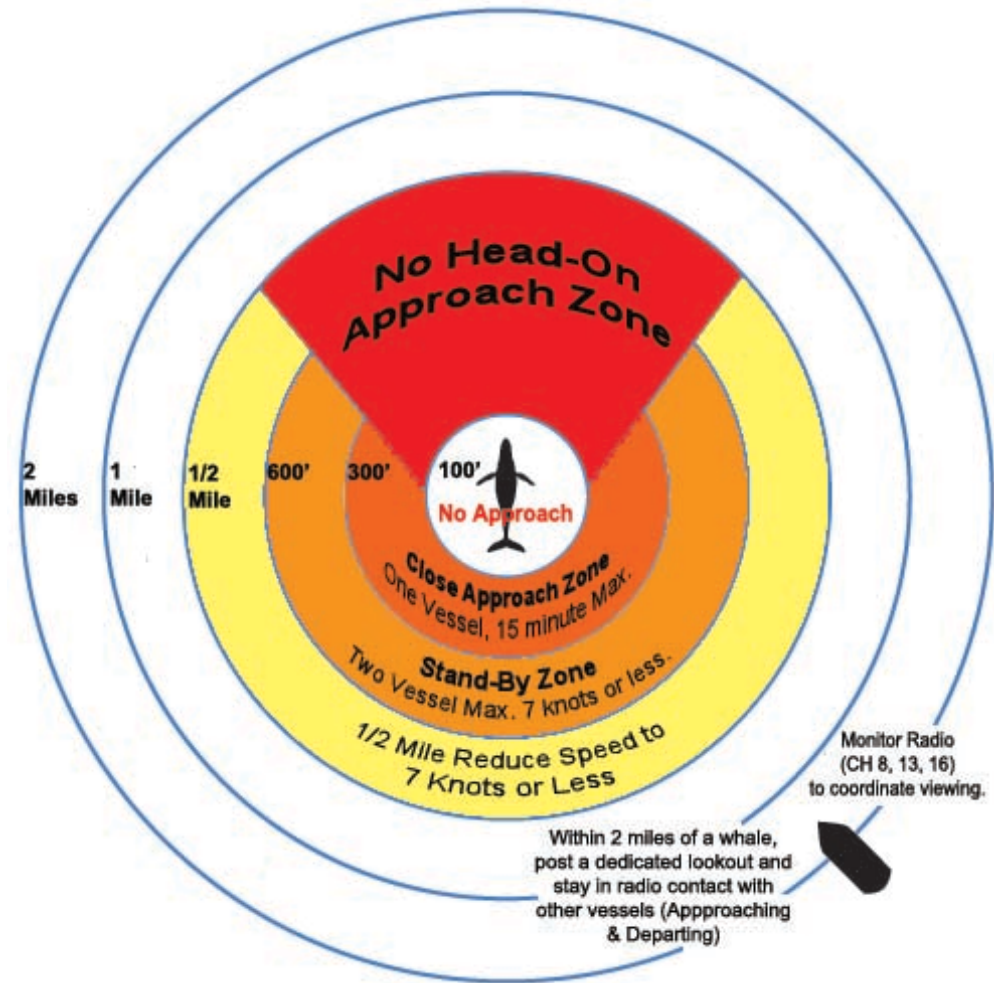 No Head-On
Approach Zone
2
Miles
1
Mile
1/2
Mile
600'
300'
100'
No Approach
Close Approach Zone
One Vessel, 15 minute Max.
Stand-By Zone
Two Vessel Max. 7 knots or less.
1/2 Mile Reduce Speed to
7 Knots or Less
Monitor Radio
(CH 8, 13, 16)
to coordinate viewing.
Within 2 miles of a whale,
post a dedicated lookout and
stay in radio contact with
other vessels (Appproaching
& Departing)